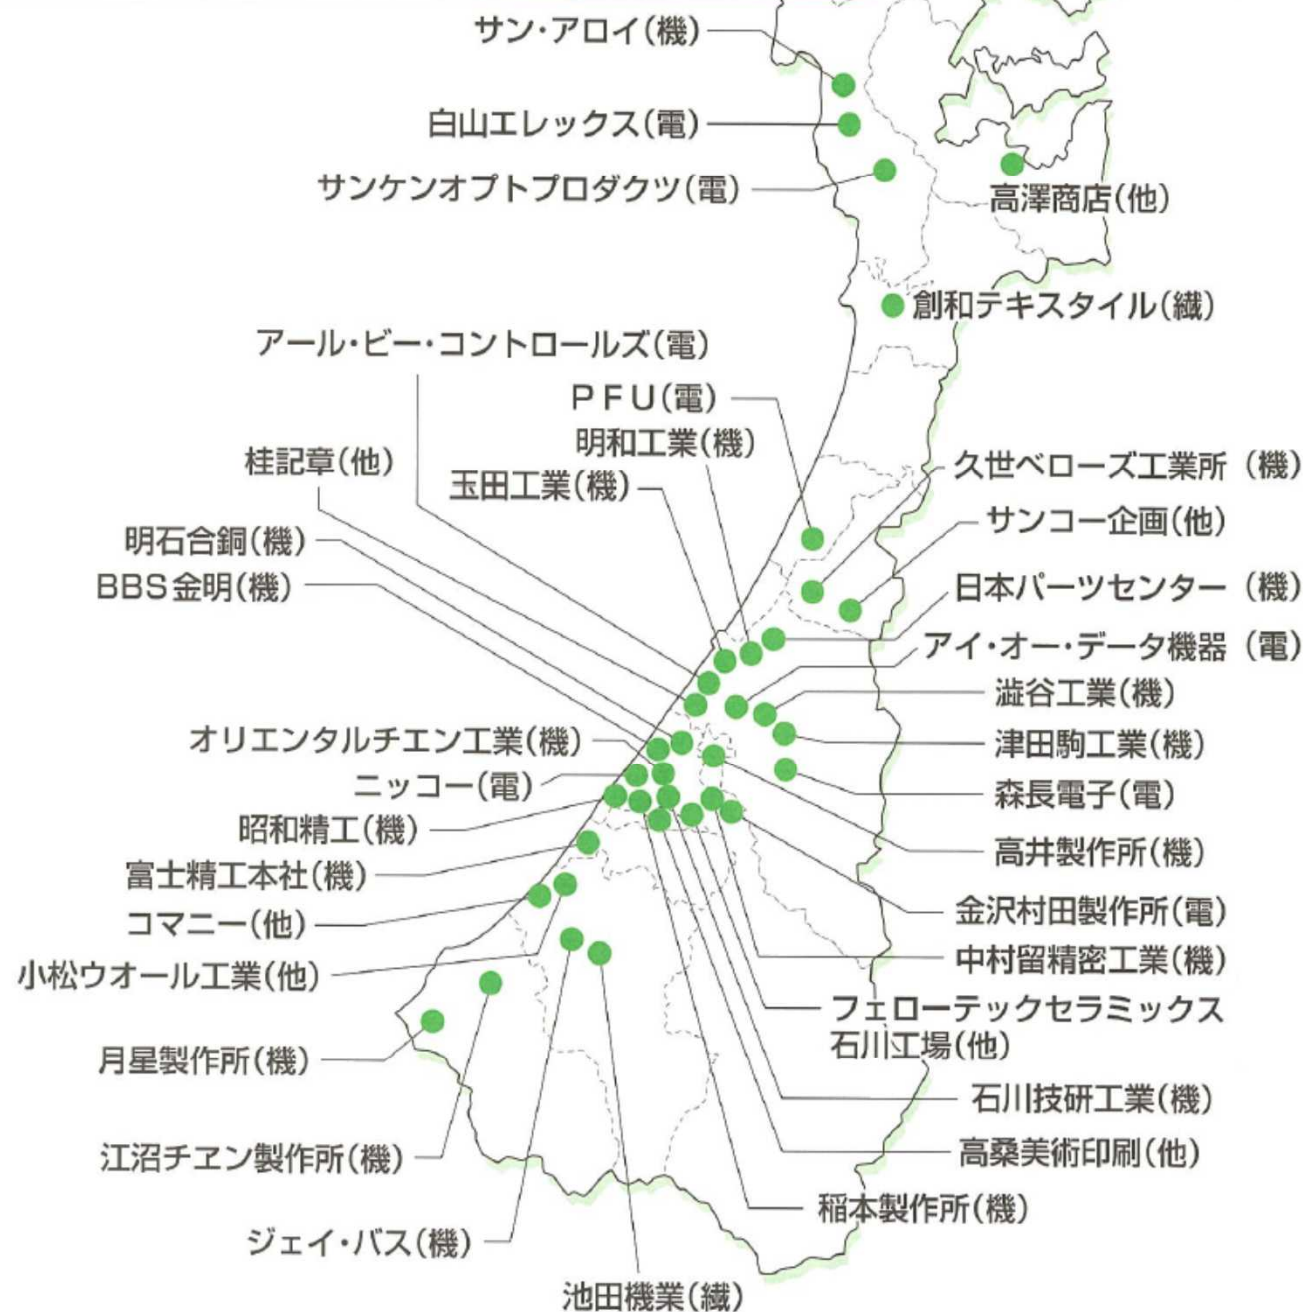 サン・アロイ(機)
白山エレックス(電)
サンケンオプトプロダクツ(電)
高澤商店(他)
創和テキスタイル(繊)
アール・ビー・コントロールズ(電)
PFU(電)
明和工業(機)
桂記章(他)
玉田工業(機)
久世ベローズ工業所(機)
サンコー企画(他)
明石合銅(機)
BBS金明(機)
日本パーツセンター(機)
アイ・オー・データ機器(電)
澁谷工業(機)
オリエンタルチエン工業(機)
津田駒工業(機)
ニッコー(電)
森長電子(電)
昭和精工(機)
高井製作所(機)
富士精工本社(機)
金沢村田製作所(電)
コマニー(他)
中村留精密工業(機)
小松ウオール工業(他)
フェローテックセラミックス
石川工場(他)
月星製作所(機)
石川技研工業(機)
江沼チヱン製作所(機)
高桑美術印刷(他)
稲本製作所(機)
ジェイ・バス(機)
池田機業(繊)